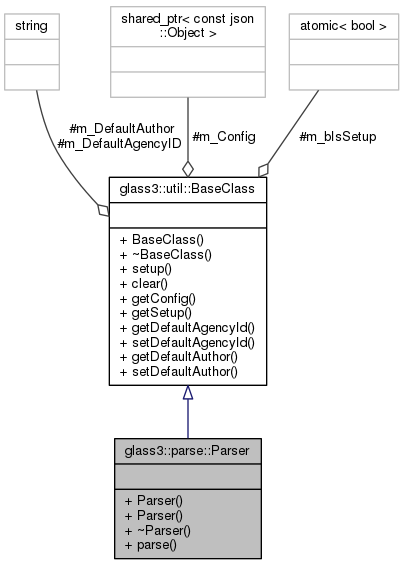 string
shared_ptr< const json
::Object >
atomic< bool >
#m_DefaultAuthor
#m_DefaultAgencyID
#m_Config
#m_bIsSetup
glass3::util::BaseClass
+ BaseClass()
+ ~BaseClass()
+ setup()
+ clear()
+ getConfig()
+ getSetup()
+ getDefaultAgencyId()
+ setDefaultAgencyId()
+ getDefaultAuthor()
+ setDefaultAuthor()
glass3::parse::Parser
+ Parser()
+ Parser()
+ ~Parser()
+ parse()